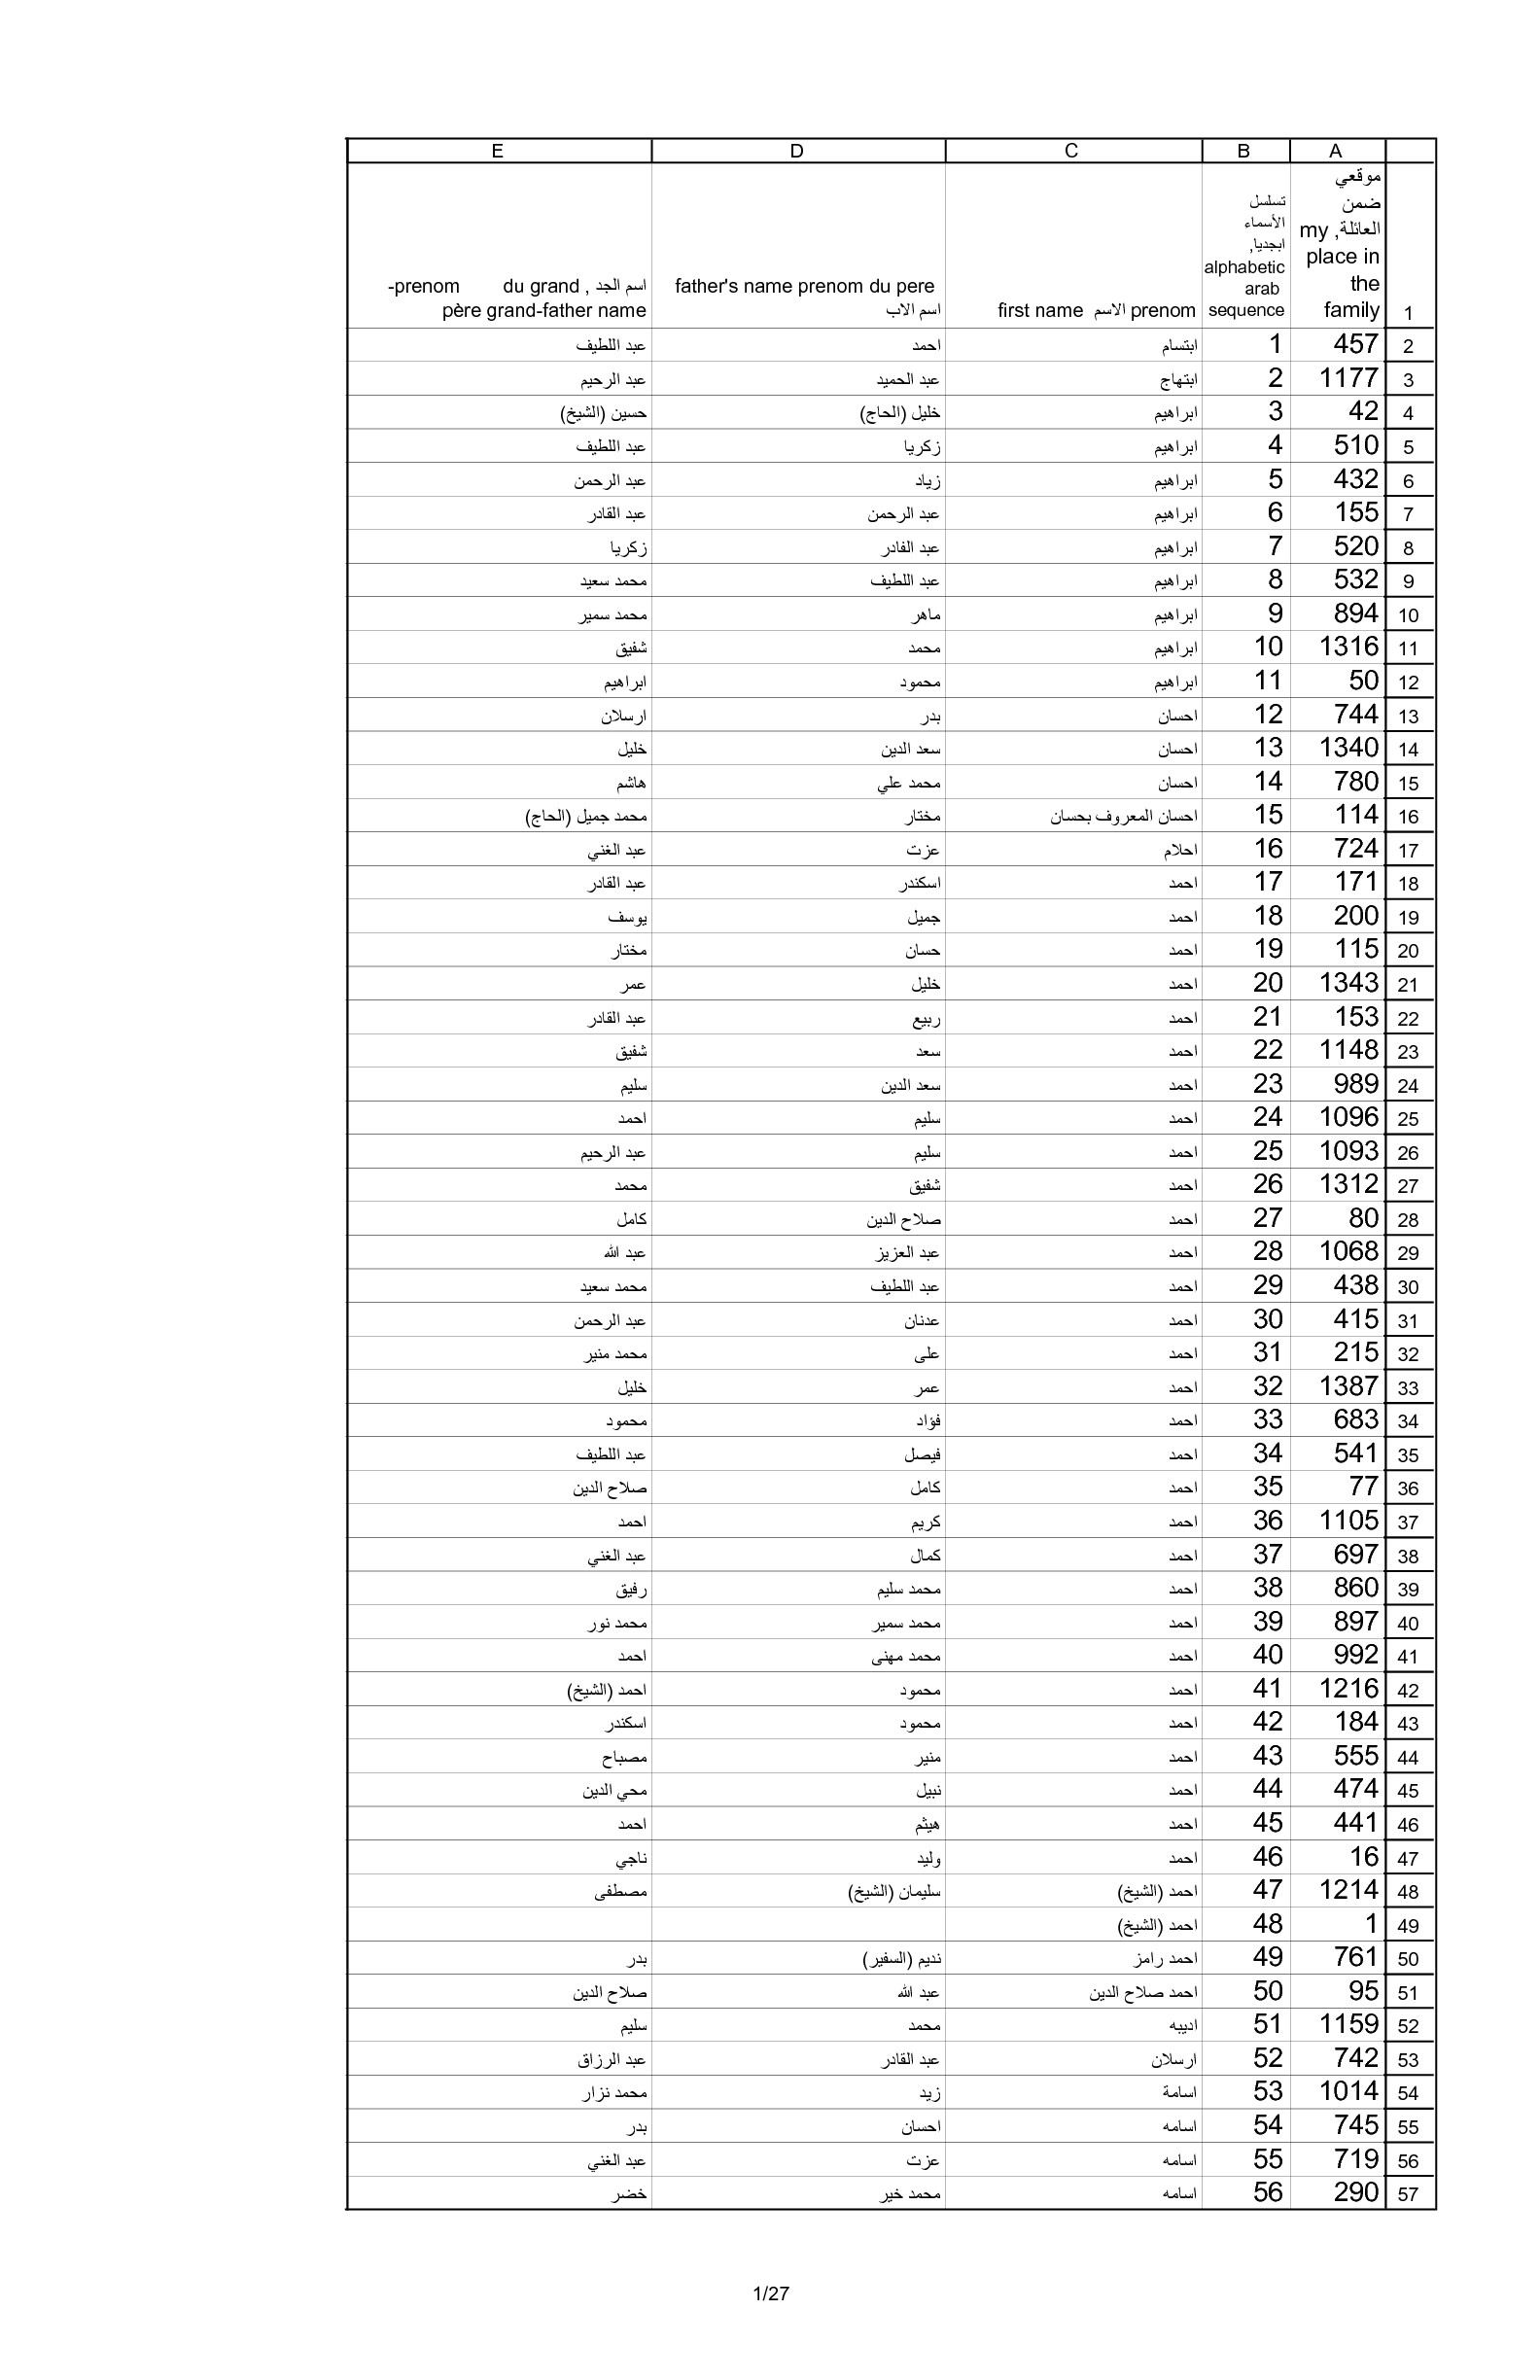 A B C D E
موقعي
ضمن
العائلة, my
place in
the
family
تسلسل
الأسماء
ابجديا,
alphabetic
arab
sequence
first name الاسم prenom
father's name prenom du pere
اسم الاب
-prenom du grand , اسم الجد
père grand-father name
1
2 457 1 ابتسام احمد عبد اللطيف
3 1177 2 ابتهاج عبد الحميد عبد الرحيم
4 42 3 ابراهيم خليل (الحاج) حسين (الشيخ)
5 510 4 ابراهيم زكريا عبد اللطيف
6 432 5 ابراهيم زياد عبد الرحمن
7 155 6 ابراهيم عبد الرحمن عبد القادر
8 520 7 ابراهيم عبد الفادر زكريا
9 532 8 ابراهيم عبد اللطيف محمد سعيد
10 894 9 ابراهيم ماهر محمد سمير
11 1316 10 ابراهيم محمد شفيق
12 50 11 ابراهيم محمود ابراهيم
13 744 12 احسان بدر ارسلان
14 1340 13 احسان سعد الدين خليل
15 780 14 احسان محمد علي هاشم
16 114 15 احسان المعروف بحسان مختار محمد جميل (الحاج)
17 724 16 احلام عزت عبد الغني
18 171 17 احمد اسكندر عبد القادر
19 200 18 احمد جميل يوسف
20 115 19 احمد حسان مختار
21 1343 20 احمد خليل عمر
22 153 21 احمد ربيع عبد القادر
23 1148 22 احمد سعد شفيق
24 989 23 احمد سعد الدين سليم
25 1096 24 احمد سليم احمد
26 1093 25 احمد سليم عبد الرحيم
27 1312 26 احمد شفيق محمد
28 80 27 احمد صلاح الدين كامل
29 1068 28 احمد عبد العزيز عبد الله
30 438 29 احمد عبد اللطيف محمد سعيد
31 415 30 احمد عدنان عبد الرحمن
32 215 31 احمد على محمد منير
33 1387 32 احمد عمر خليل
34 683 33 احمد فؤاد محمود
35 541 34 احمد فيصل عبد اللطيف
36 77 35 احمد كامل صلاح الدين
37 1105 36 احمد كريم احمد
38 697 37 احمد كمال عبد الغني
39 860 38 احمد محمد سليم رفيق
40 897 39 احمد محمد سمير محمد نور
41 992 40 احمد محمد مهنى احمد
42 1216 41 احمد محمود احمد (الشيخ)
43 184 42 احمد محمود اسكندر
44 555 43 احمد منير مصباح
45 474 44 احمد نبيل محي الدين
46 441 45 احمد هيثم احمد
47 16 46 احمد وليد ناجي
48 1214 47 احمد (الشيخ) سليمان (الشيخ) مصطفى
49 1 48 احمد (الشيخ)
50 761 49 احمد رامز نديم (السفير) بدر
51 95 50 احمد صلاح الدين عبد الله صلاح الدين
52 1159 51 اديبه محمد سليم
53 742 52 ارسلان عبد القادر عبد الرزاق
54 1014 53 اسامة زيد محمد نزار
55 745 54 اسامه احسان بدر
56 719 55 اسامه عزت عبد الغني
57 290 56 اسامه محمد خير خضر
1/27